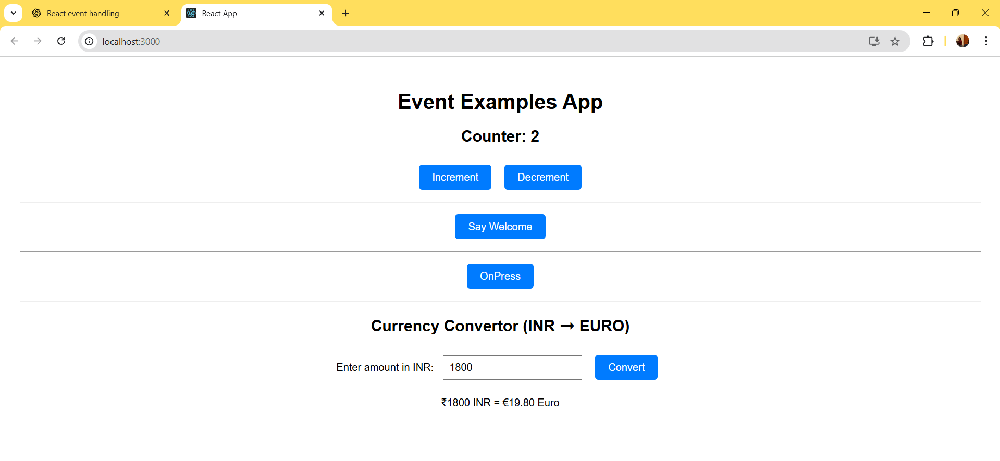 React event handling
React App
localhost:3000
Event Examples App
Counter: 2
Increment Decrement
Say Welcome
OnPress
Currency Convertor (INR → EURO)
Enter amount in INR: 1800 Convert
₹1800 INR = €19.80 Euro